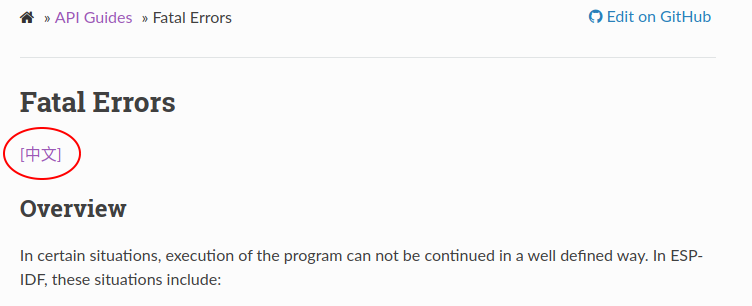 » API Guides » Fatal Errors
Edit on GitHub
Fatal Errors
[中文]
Overview
In certain situations, execution of the program can not be continued in a well defined way. In ESP-
IDF, these situations include: